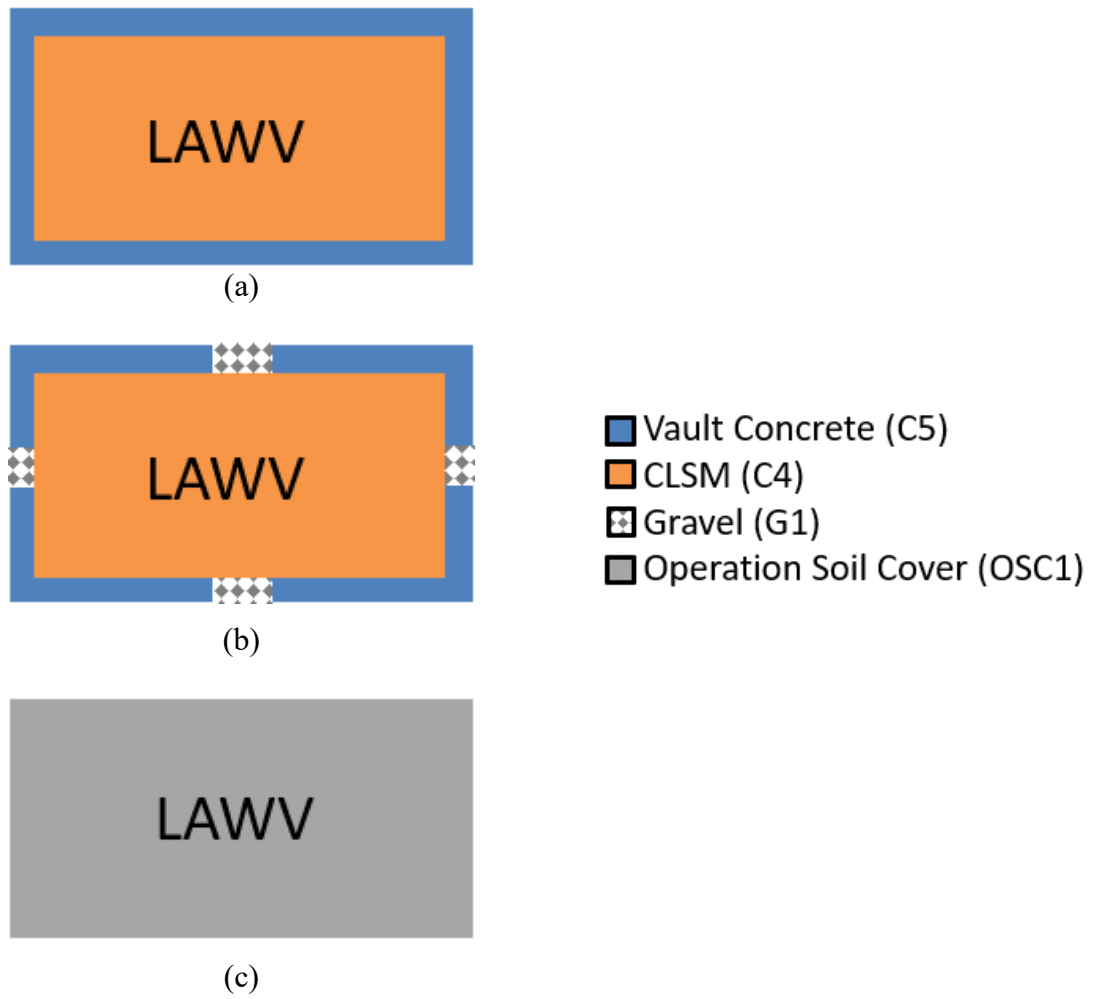 LAWV
(a)
LAWV
(b)
Vault Concrete (C5)
CLSM (C4)
Gravel (G1)
Operation Soil Cover (OSC1)
LAWV
(c)